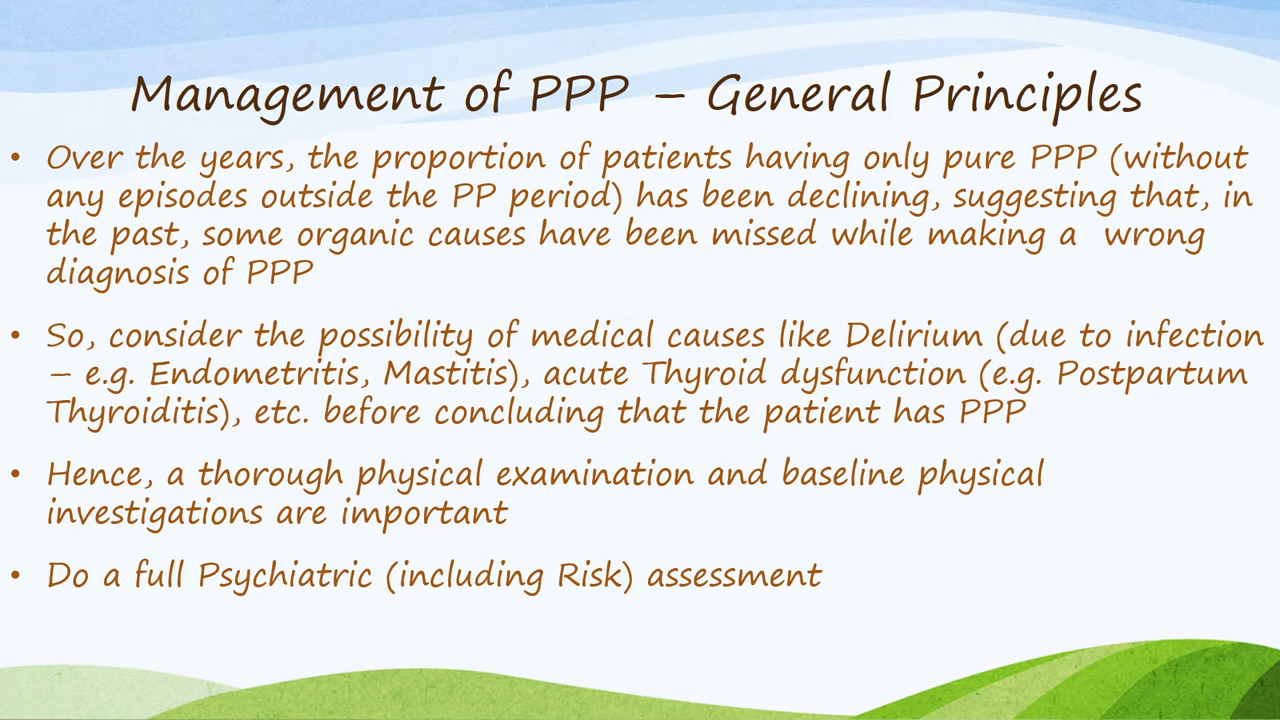 Management of PPP – General Principles
• Over the years, the proportion of patients having only pure PPP (without
any episodes outside the PP period) has been declining, suggesting that, in
the past, some organic causes have been missed while making a  wrong
diagnosis of PPP
• So, consider the possibility of medical causes like Delirium (due to infection
– e.g. Endometritis, Mastitis), acute Thyroid dysfunction (e.g. Postpartum
Thyroiditis), etc. before concluding that the patient has PPP
• Hence, a thorough physical examination and baseline physical
investigations are important
• Do a full Psychiatric (including Risk) assessment